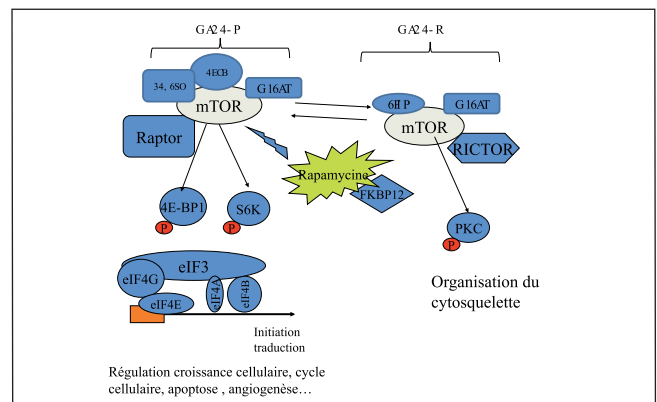 GA24-P
GA24-R
34, 6SO
4ECB
G16AT
mTOR
Raptor
G16AT
mTOR
RICTOR
Rapamycine
FKBP12
4E-BP1
P
S6K
P
PKC
P
eIF3
eIF4G
eIF4E
eIF4A
eIF4B
Initiation
traduction
Organisation du
cytosquelette
Régulation croissance cellulaire, cycle
cellulaire, apoptose , angiogenèse…